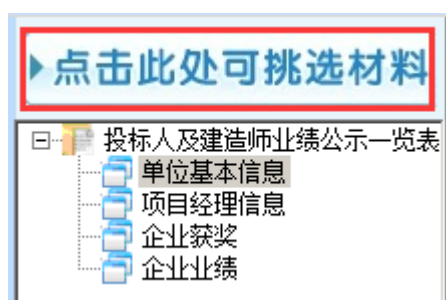 点击此处可挑选材料
投标人及建造师业绩公示一览表
单位基本信息
项目经理信息
企业获奖
企业业绩